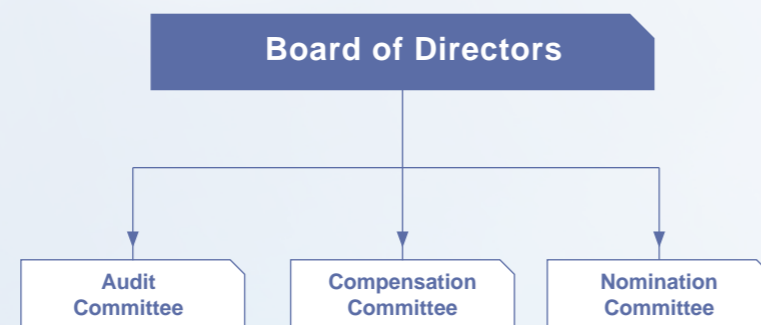 Board of Directors
Audit
Committee
Compensation
Committee
Nomination
Committee